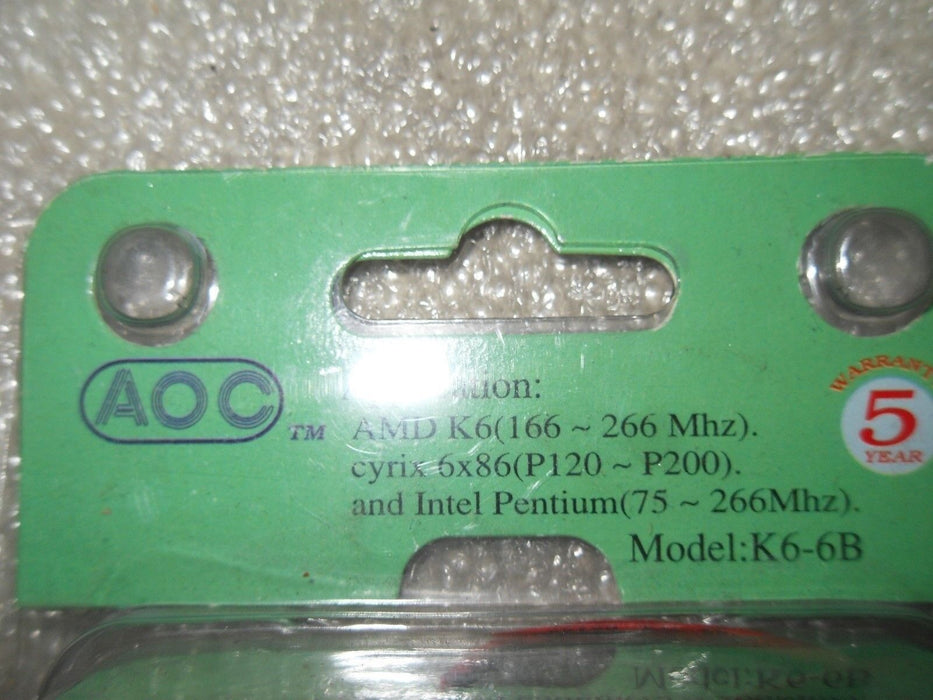 AOC TM
AMD K6(166 ~ 266 Mhz).
cyrix 6x86(P120 ~ P200).
and Intel Pentium(75 ~ 266Mhz).
Model:K6-6B
WARRANTY
5
YEAR